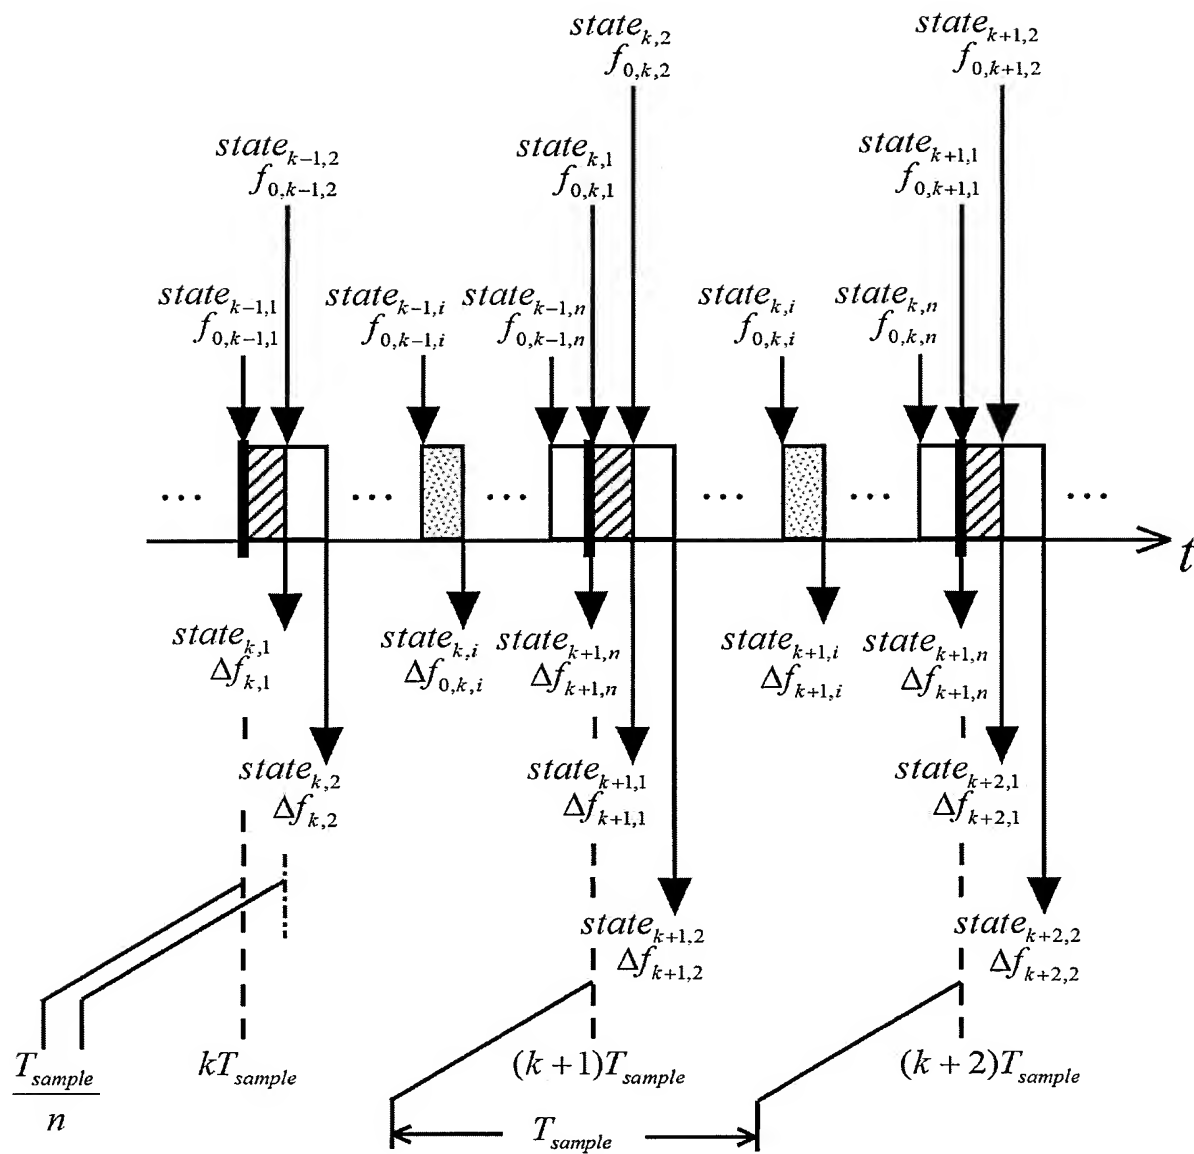 state_{k,2}
f_{0,k,2}
state_{k+1,2}
f_{0,k+1,2}
state_{k-1,2}
f_{0,k-1,2}
state_{k,1}
f_{0,k,1}
state_{k+1,1}
f_{0,k+1,1}
state_{k-1,1}
f_{0,k-1,1}
state_{k-1,i}
f_{0,k-1,i}
state_{k-1,n}
f_{0,k-1,n}
state_{k,i}
f_{0,k,i}
state_{k,n}
f_{0,k,n}
... ... ... ... ... ...
t
state_{k,1}
Δf_{k,1}
state_{k,i}
Δf_{0,k,i}
state_{k+1,n}
Δf_{k+1,n}
state_{k+1,i}
Δf_{k+1,i}
state_{k+1,n}
Δf_{k+1,n}
state_{k,2}
Δf_{k,2}
state_{k+1,1}
Δf_{k+1,1}
state_{k+2,1}
Δf_{k+2,1}
state_{k+1,2}
Δf_{k+1,2}
state_{k+2,2}
Δf_{k+2,2}
T_{sample}
n
kT_{sample}
(k+1)T_{sample}
(k+2)T_{sample}
T_{sample}